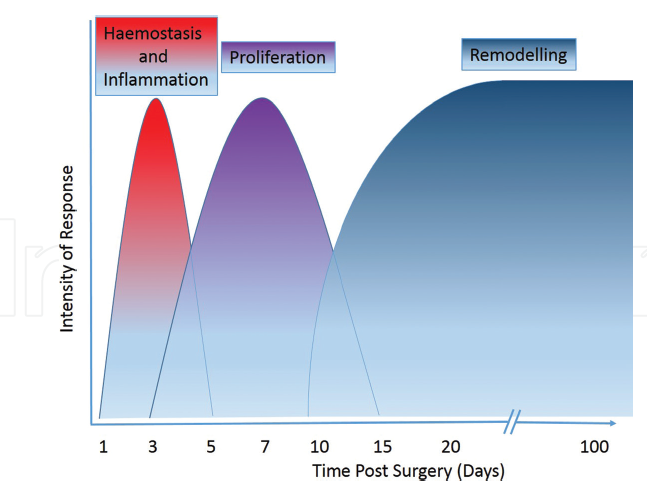 Haemostasis
and
Inflammation
Proliferation
Remodelling
Intensity of Response
1 3 5 7 10 15 20 100
Time Post Surgery (Days)